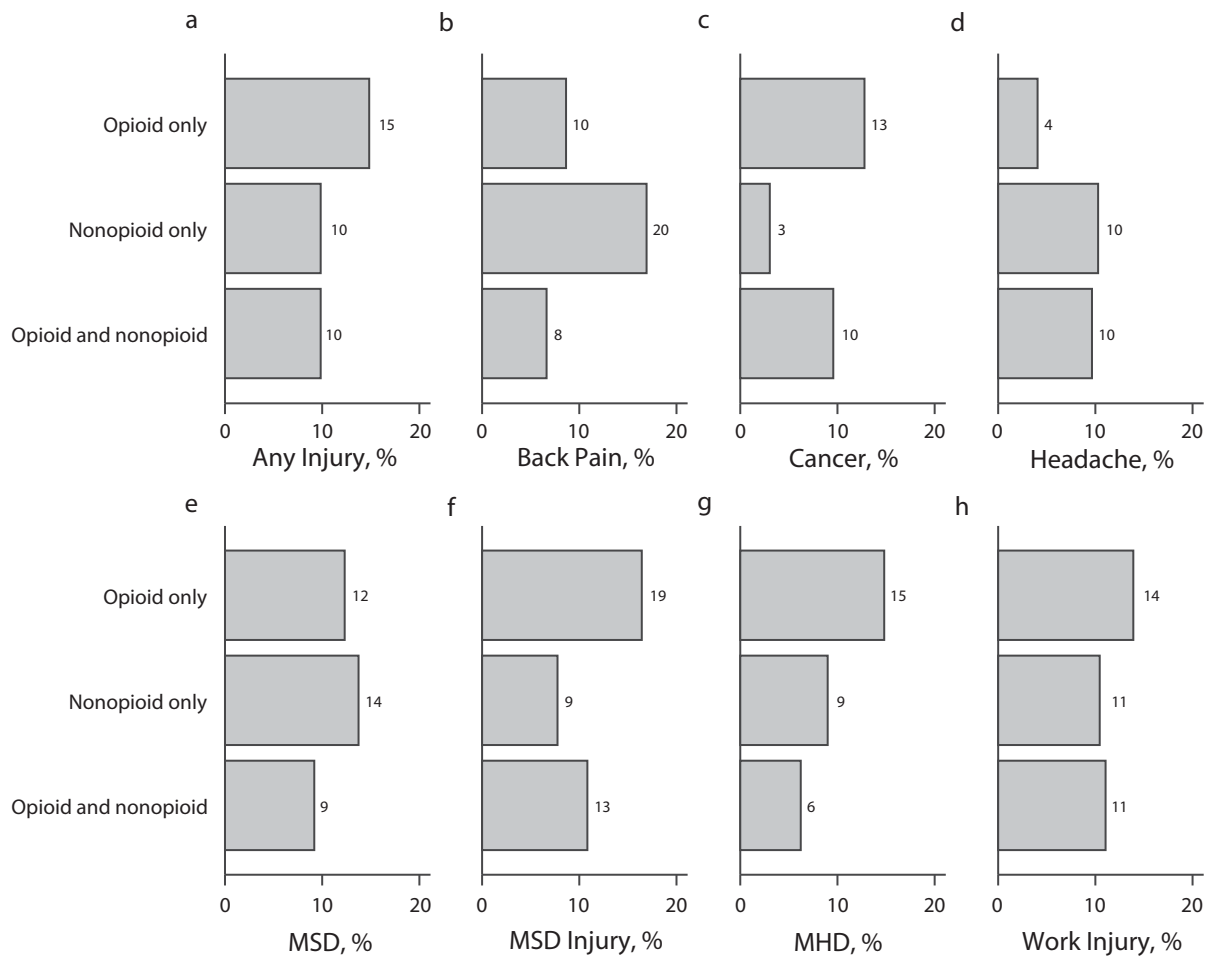 a b c d
Opioid only 15 10 13 4
Nonopioid only 10 20 3 10
Opioid and nonopioid 10 8 10 10
0 10 20 0 10 20 0 10 20 0 10 20
Any Injury, % Back Pain, % Cancer, % Headache, %
e f g h
Opioid only 12 19 15 14
Nonopioid only 14 9 9 11
Opioid and nonopioid 9 13 6 11
0 10 20 0 10 20 0 10 20 0 10 20
MSD, % MSD Injury, % MHD, % Work Injury, %